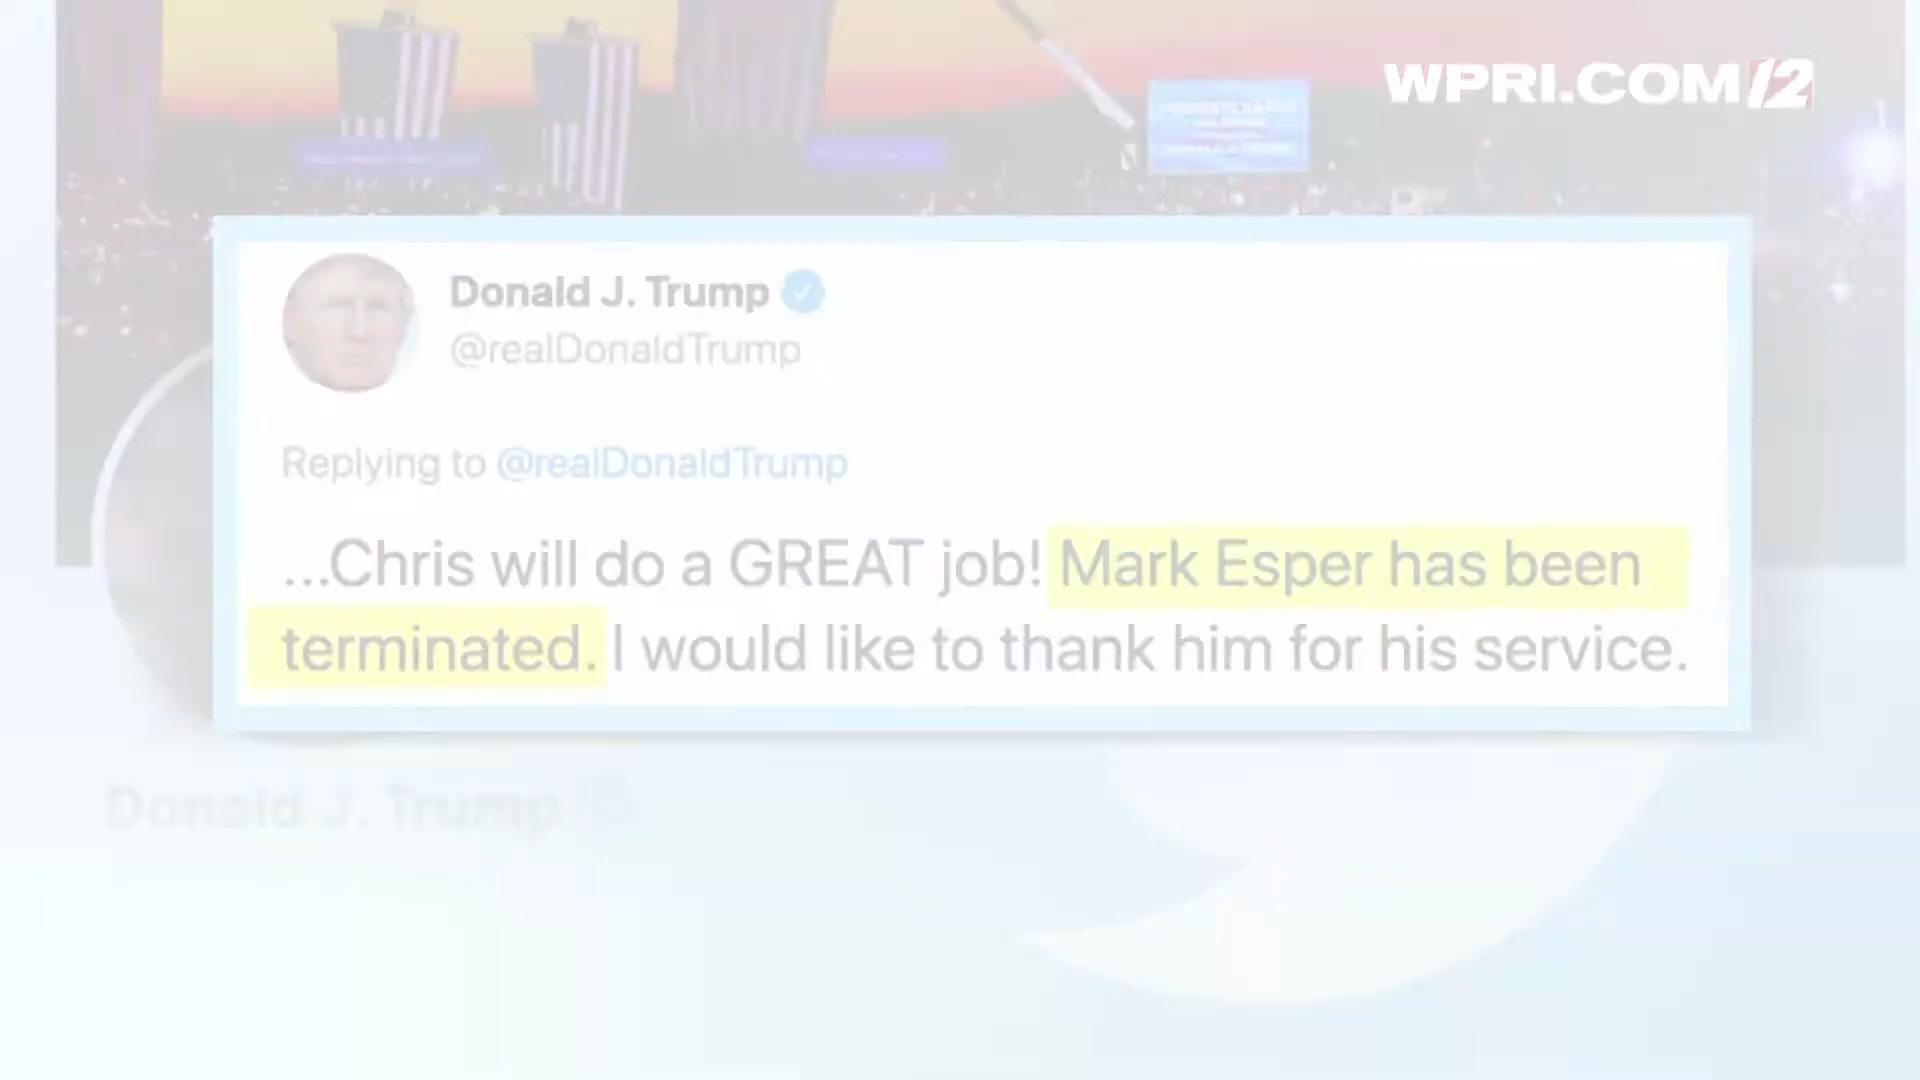 WPRI.COM 12
Donald J. Trump
@realDonaldTrump
Replying to @realDonaldTrump
...Chris will do a GREAT job! Mark Esper has been
terminated. I would like to thank him for his service.
Donald J. Trump